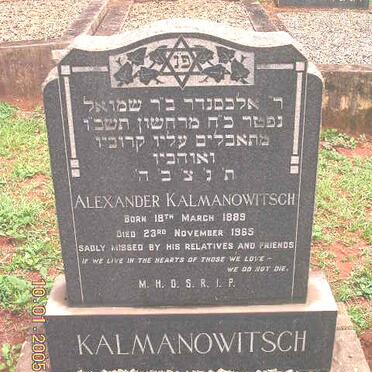 פ״נ
ר׳ אלכסנדר ב״ר שמואל
נפטר כ״ח מרחשון תשכ״ו
מתאבלים עליו קרוביו
ואוהביו
ת׳ נ׳ צ׳ ב׳ ה׳
ALEXANDER KALMANOWITSCH
BORN 18TH MARCH 1889
DIED 23RD NOVEMBER 1965
SADLY MISSED BY HIS RELATIVES AND FRIENDS
IF WE LIVE IN THE HEARTS OF THOSE WE LOVE –
WE DO NOT DIE.
M. H. D. S. R. I. P.
KALMANOWITSCH
10.01.2005